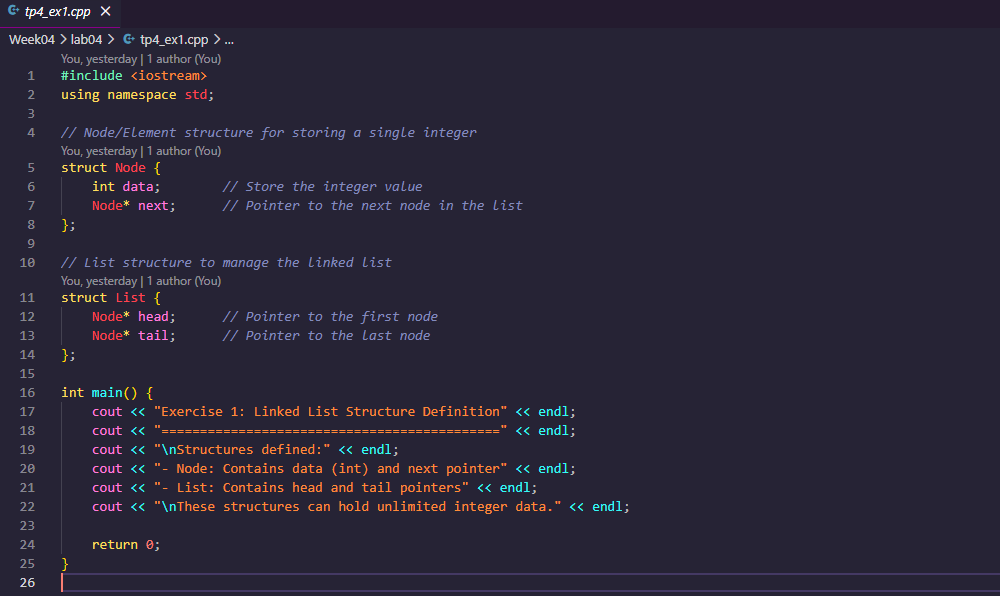 tp4_ex1.cpp
Week04 > lab04 > tp4_ex1.cpp > ...
You, yesterday | 1 author (You)
1 #include <iostream>
2 using namespace std;
3
4 // Node/Element structure for storing a single integer
You, yesterday | 1 author (You)
5 struct Node {
6     int data;        // Store the integer value
7     Node* next;      // Pointer to the next node in the list
8 };
9
10 // List structure to manage the linked list
You, yesterday | 1 author (You)
11 struct List {
12     Node* head;      // Pointer to the first node
13     Node* tail;      // Pointer to the last node
14 };
15
16 int main() {
17     cout << "Exercise 1: Linked List Structure Definition" << endl;
18     cout << "============================================" << endl;
19     cout << "\nStructures defined:" << endl;
20     cout << "- Node: Contains data (int) and next pointer" << endl;
21     cout << "- List: Contains head and tail pointers" << endl;
22     cout << "\nThese structures can hold unlimited integer data." << endl;
23
24     return 0;
25 }
26